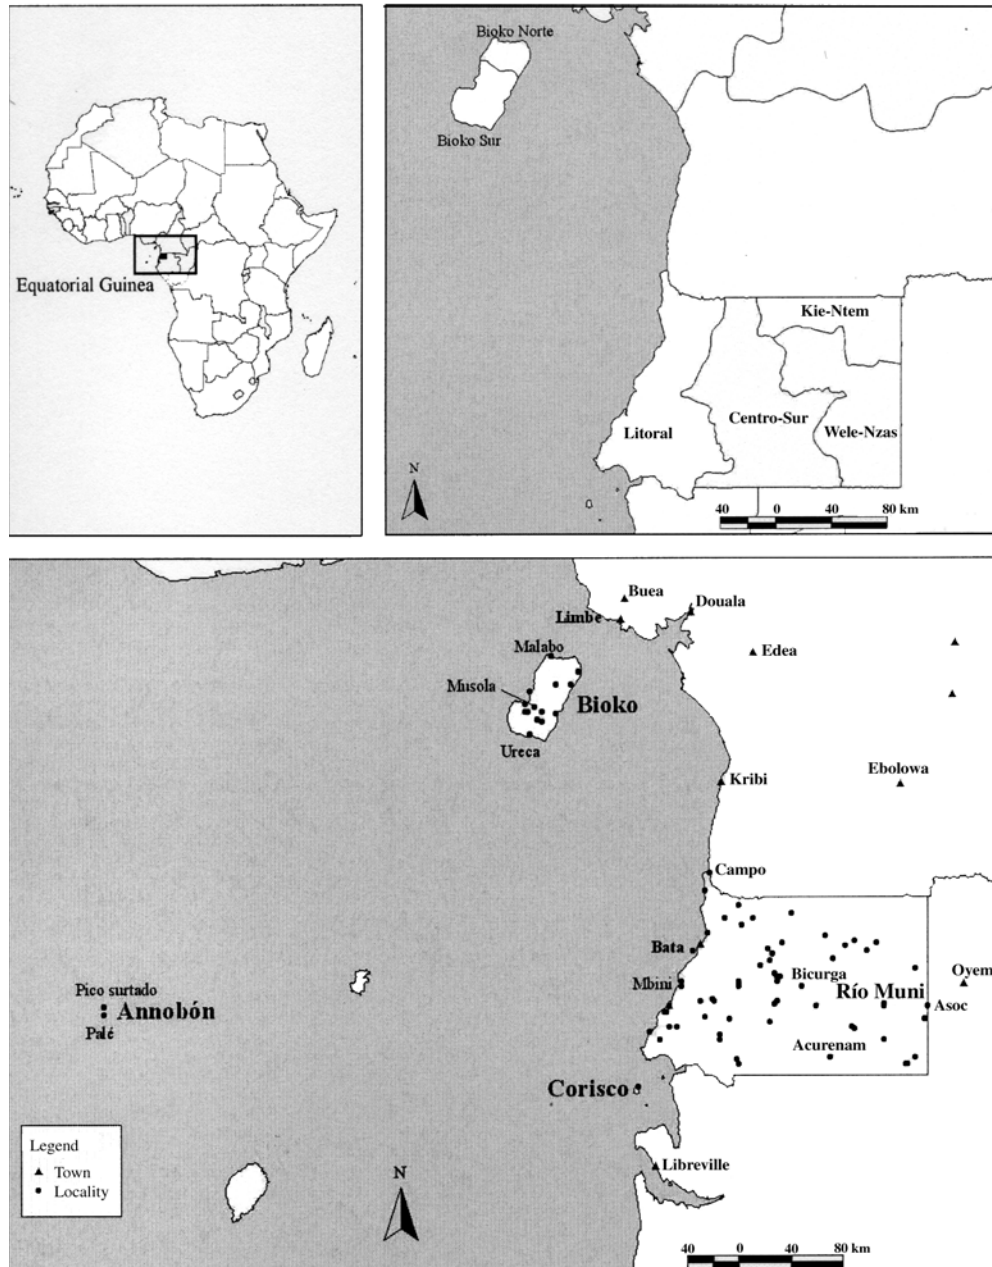 Equatorial Guinea
Bioko Norte
Bioko Sur
Kie-Ntem
Centro-Sur
Litoral
Wele-Nzas
N
40 0 40 80 km
Buea
Douala
Limbe
Edea
Malabo
Musola
Bioko
Ureca
Kribi
Ebolowa
Campo
Bata
Mbini
Bicurga
Oyem
Río Muni
Asoc
Pico surtado
Annobón
Palé
Acurenam
Corisco
Legend
Town
Locality
N
Libreville
40 0 40 80 km